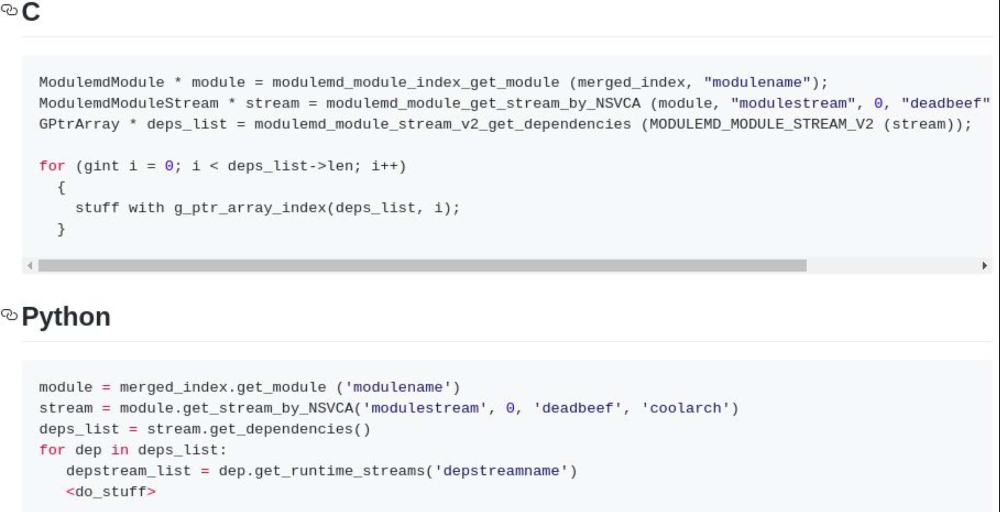 C
ModulemdModule * module = modulemd_module_index_get_module (merged_index, "modulename");
ModulemdModuleStream * stream = modulemd_module_get_stream_by_NSVCA (module, "modulestream", 0, "deadbeef"
GPtrArray * deps_list = modulemd_module_stream_v2_get_dependencies (MODULEMD_MODULE_STREAM_V2 (stream));
for (gint i = 0; i < deps_list->len; i++)
  {
    stuff with g_ptr_array_index(deps_list, i);
  }
Python
module = merged_index.get_module ('modulename')
stream = module.get_stream_by_NSVCA('modulestream', 0, 'deadbeef', 'coolarch')
deps_list = stream.get_dependencies()
for dep in deps_list:
   depstream_list = dep.get_runtime_streams('depstreamname')
   <do_stuff>